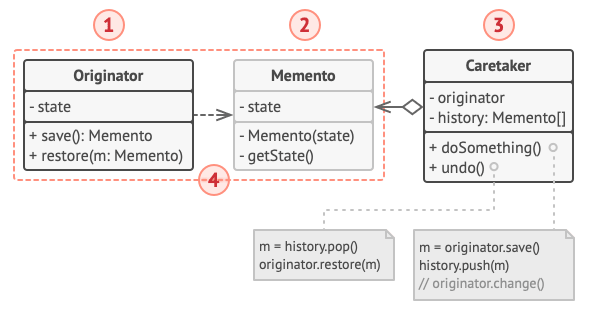 1
2
3
Originator
- state
+ save(): Memento
+ restore(m: Memento)
Memento
- state
- Memento(state)
- getState()
Caretaker
- originator
- history: Memento[]
+ doSomething()
+ undo()
4
m = history.pop()
originator.restore(m)
m = originator.save()
history.push(m)
// originator.change()